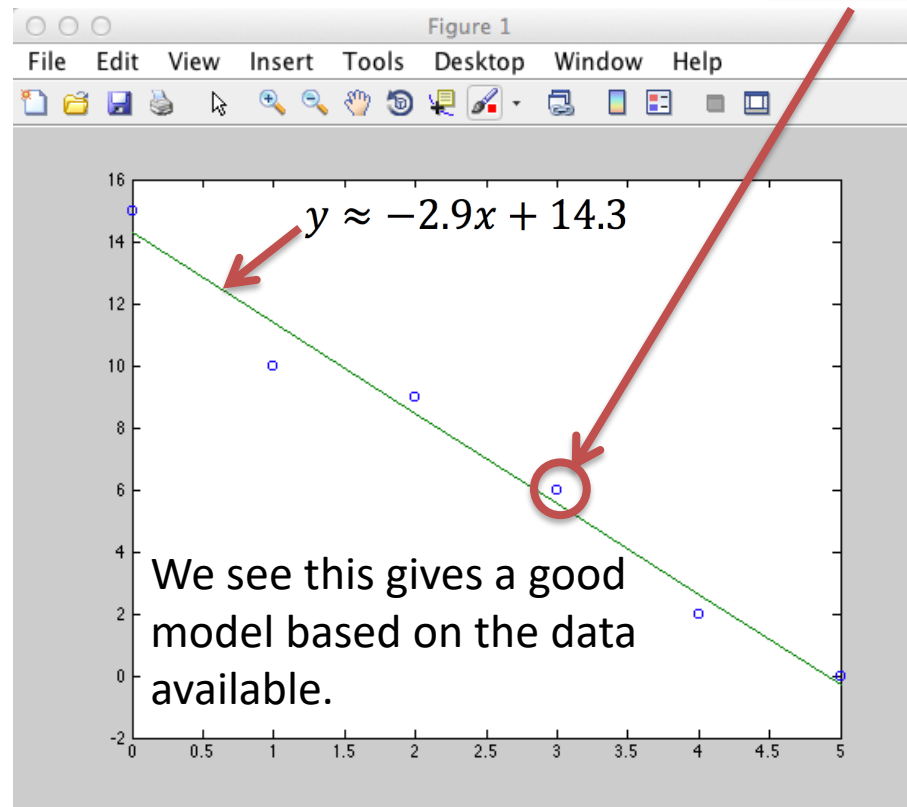 Figure 1
File Edit View Insert Tools Desktop Window Help
16
14
12
10
8
6
4
2
0
-2
y ≈ −2.9x + 14.3
We see this gives a good
model based on the data
available.
0 0.5 1 1.5 2 2.5 3 3.5 4 4.5 5